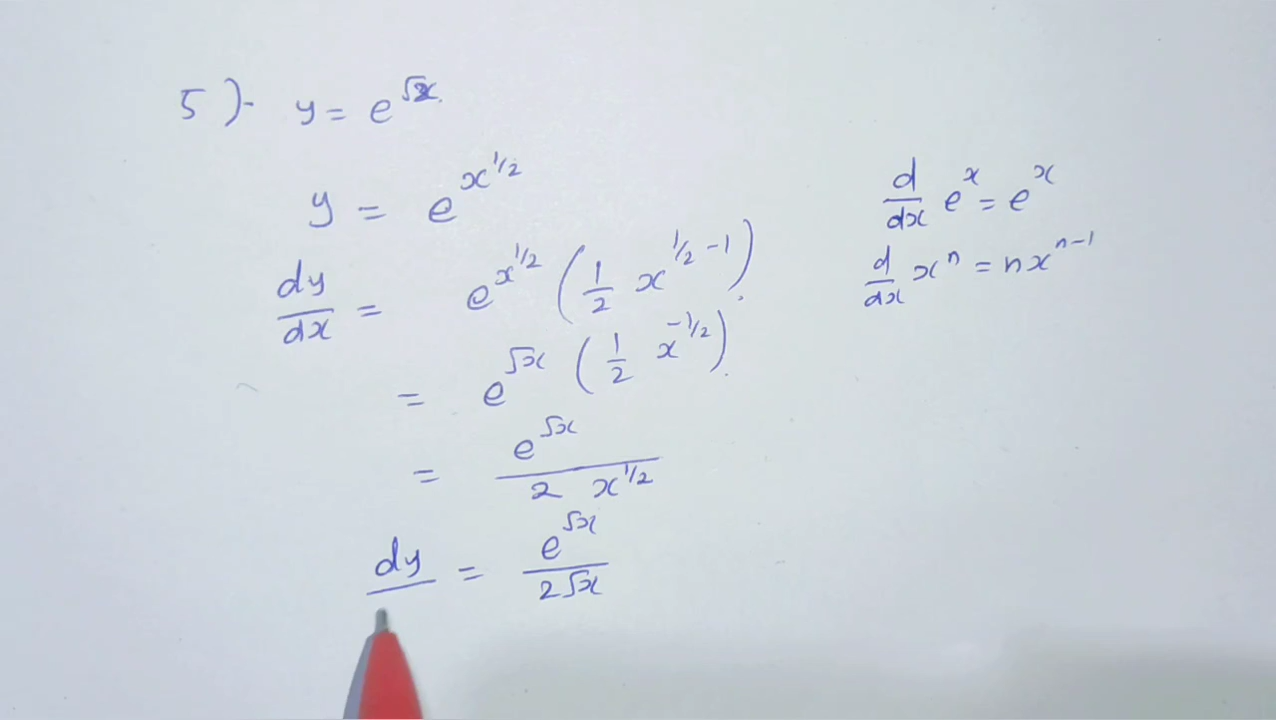 5)- y = e^√x
y = e^x^1/2
d/dx e^x = e^x
dy/dx = e^x^1/2 (1/2 x^1/2 -1)
d/dx x^n = nx^n-1
= e^√x (1/2 x^-1/2)
= e^√x / 2 x^1/2
dy = e^√x / 2√x